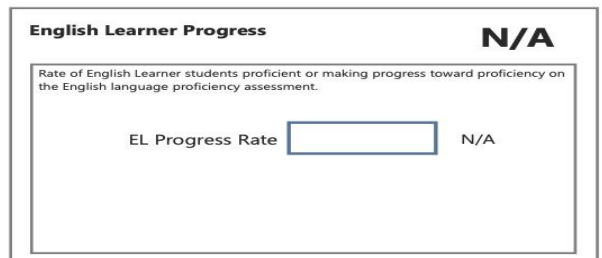 English Learner Progress
N/A
Rate of English Learner students proficient or making progress toward proficiency on
the English language proficiency assessment.
EL Progress Rate N/A